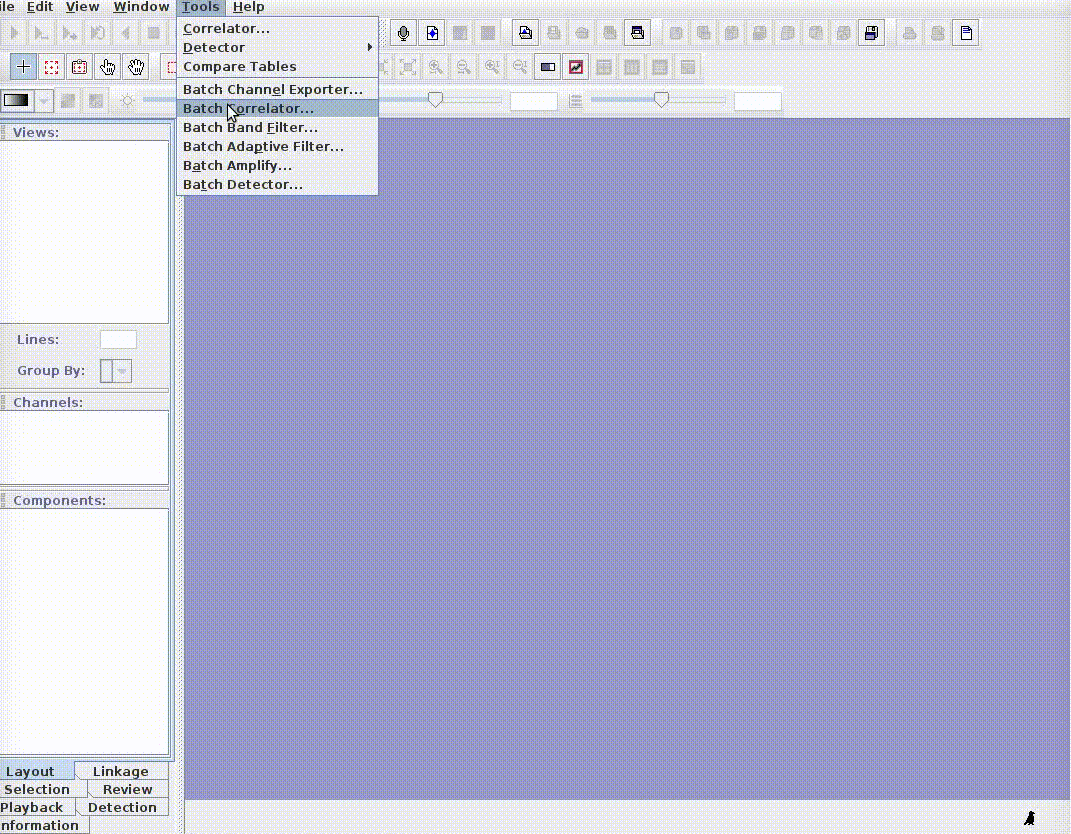 ile Edit View Window Tools Help
Correlator...
Detector
Compare Tables
Batch Channel Exporter...
Batch Correlator...
Batch Band Filter...
Batch Adaptive Filter...
Batch Amplify...
Batch Detector...
Views:
Lines:
Group By:
Channels:
Components:
Layout Linkage
Selection Review
Playback Detection
nformation